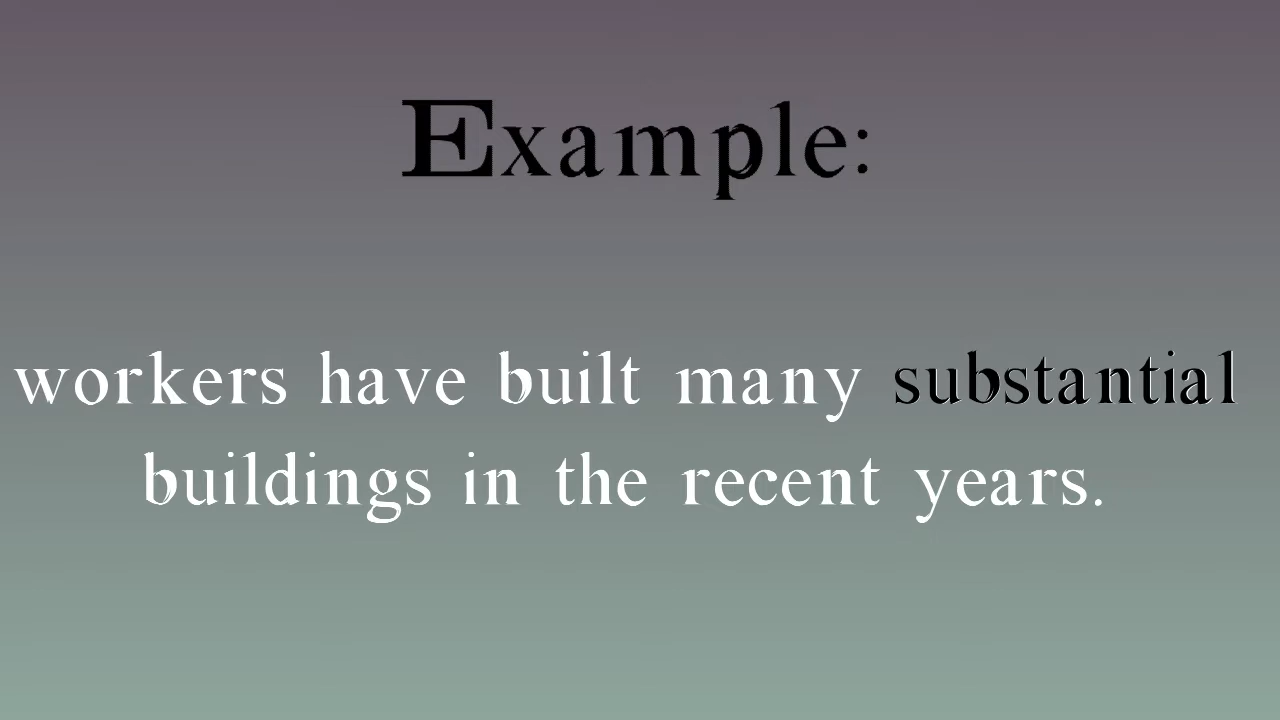 Example:
workers have built many substantial
buildings in the recent years.